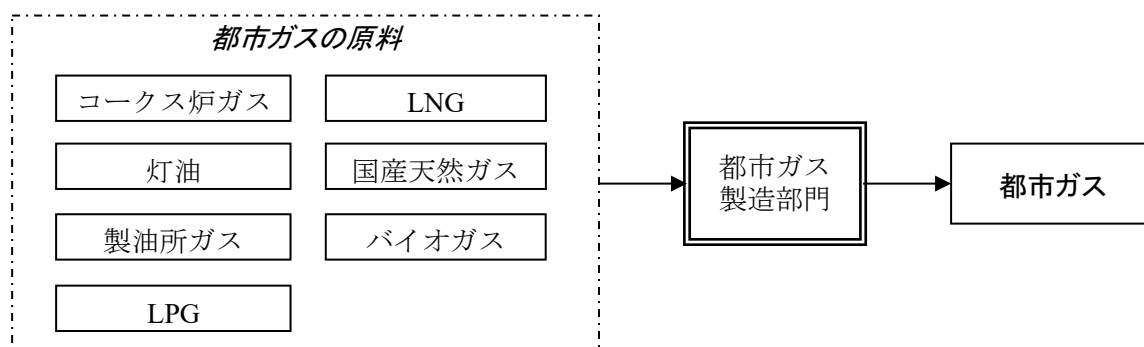 都市ガスの原料
コークス炉ガス
LNG
灯油
国産天然ガス
製油所ガス
バイオガス
LPG
都市ガス
製造部門
都市ガス